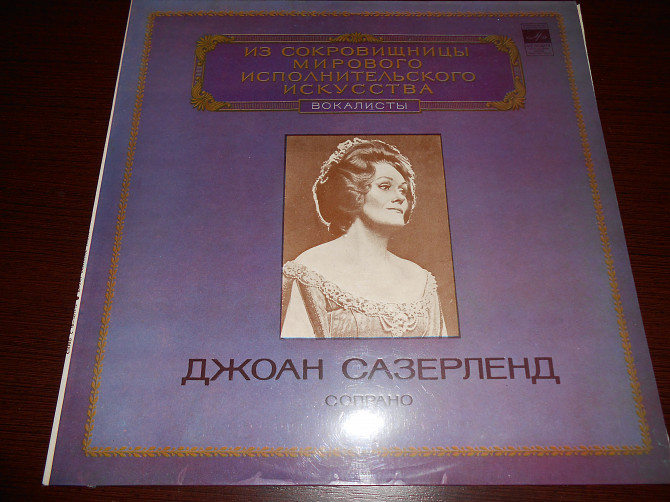 ИЗ СОКРОВИЩНИЦЫ
МИРОВОГО
ИСПОЛНИТЕЛЬСКОГО
ИСКУССТВА
ВОКАЛИСТЫ
ДЖОАН САЗЕРЛЕНД
СОПРАНО